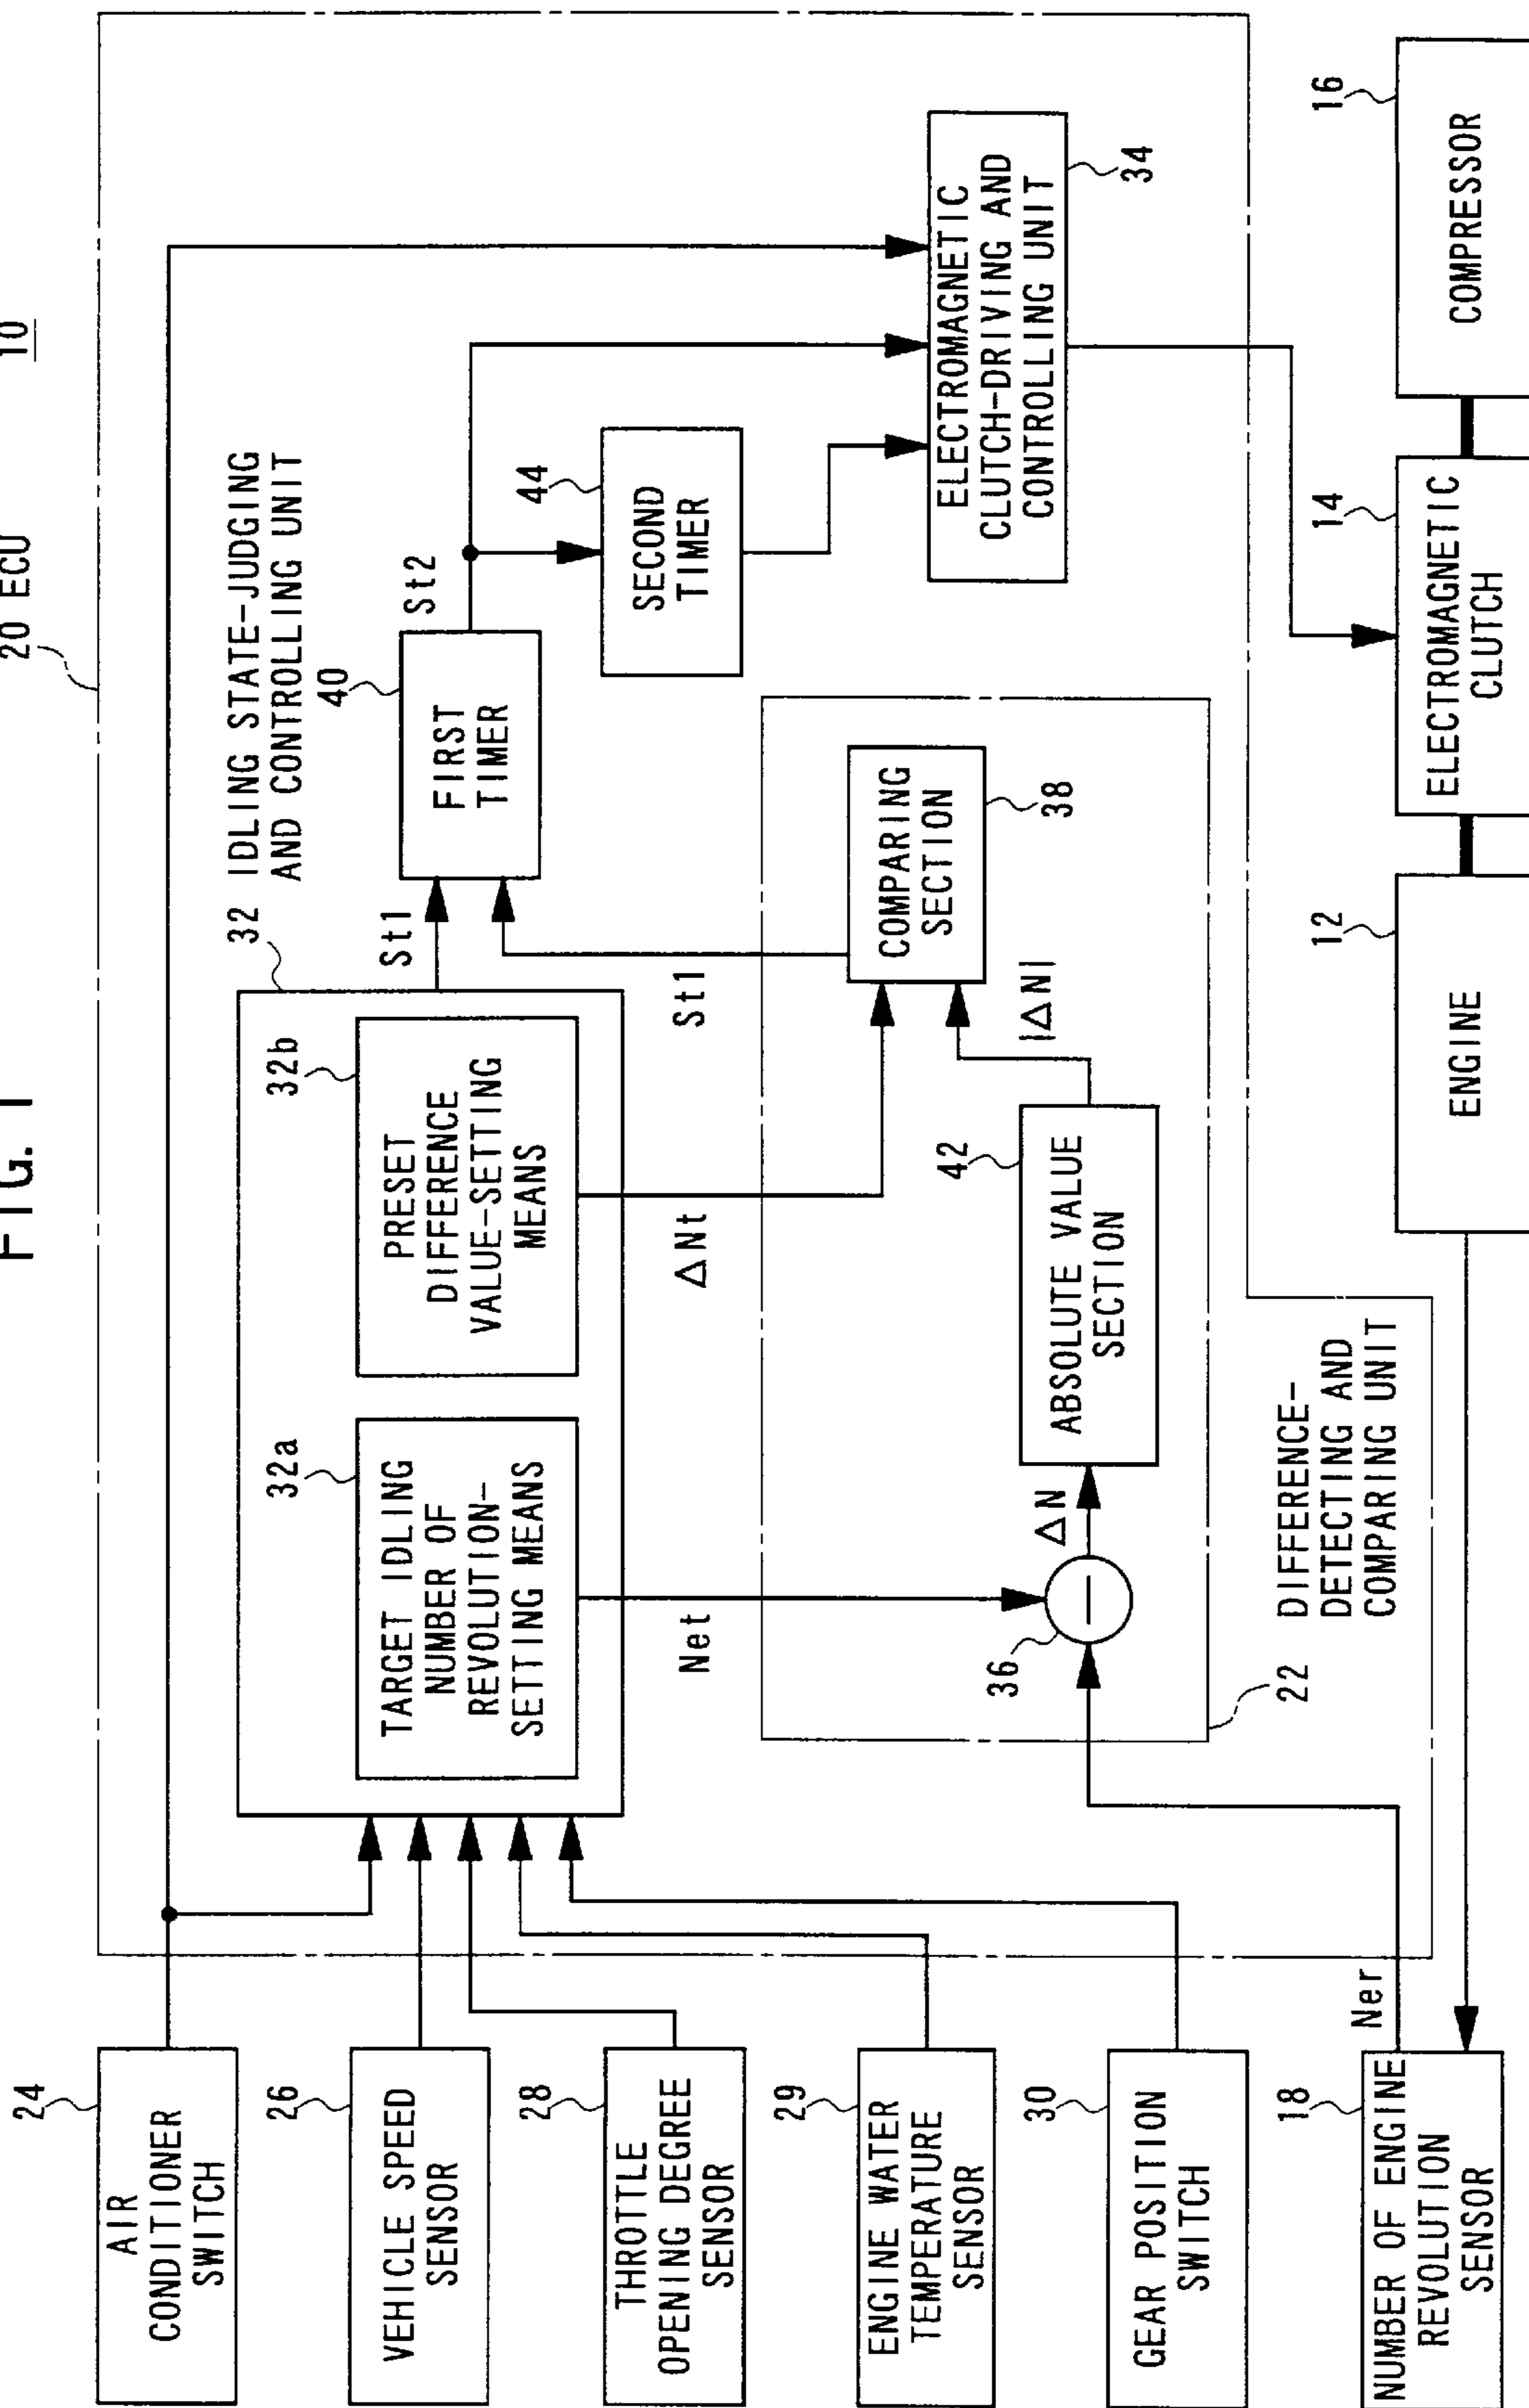 FIG. 1
10
20 ECU
24
AIR
CONDITIONER
SWITCH
26
VEHICLE SPEED
SENSOR
28
THROTTLE
OPENING DEGREE
SENSOR
29
ENGINE WATER
TEMPERATURE
SENSOR
30
GEAR POSITION
SWITCH
18
NUMBER OF ENGINE
REVOLUTION
SENSOR
Ner
32 IDLING STATE-JUDGING
AND CONTROLLING UNIT
32a
TARGET IDLING
NUMBER OF
REVOLUTION-
SETTING MEANS
32b
PRESET
DIFFERENCE
VALUE-SETTING
MEANS
St1
40
FIRST
TIMER
St2
44
SECOND
TIMER
Net
ΔNt
St1
36
ΔN
42
ABSOLUTE VALUE
SECTION
|ΔN|
COMPARING
SECTION
38
ELECTROMAGNETIC
CLUTCH-DRIVING AND
CONTROLLING UNIT
34
22
DIFFERENCE-
DETECTING AND
COMPARING UNIT
12
ENGINE
14
ELECTROMAGNETIC
CLUTCH
16
COMPRESSOR